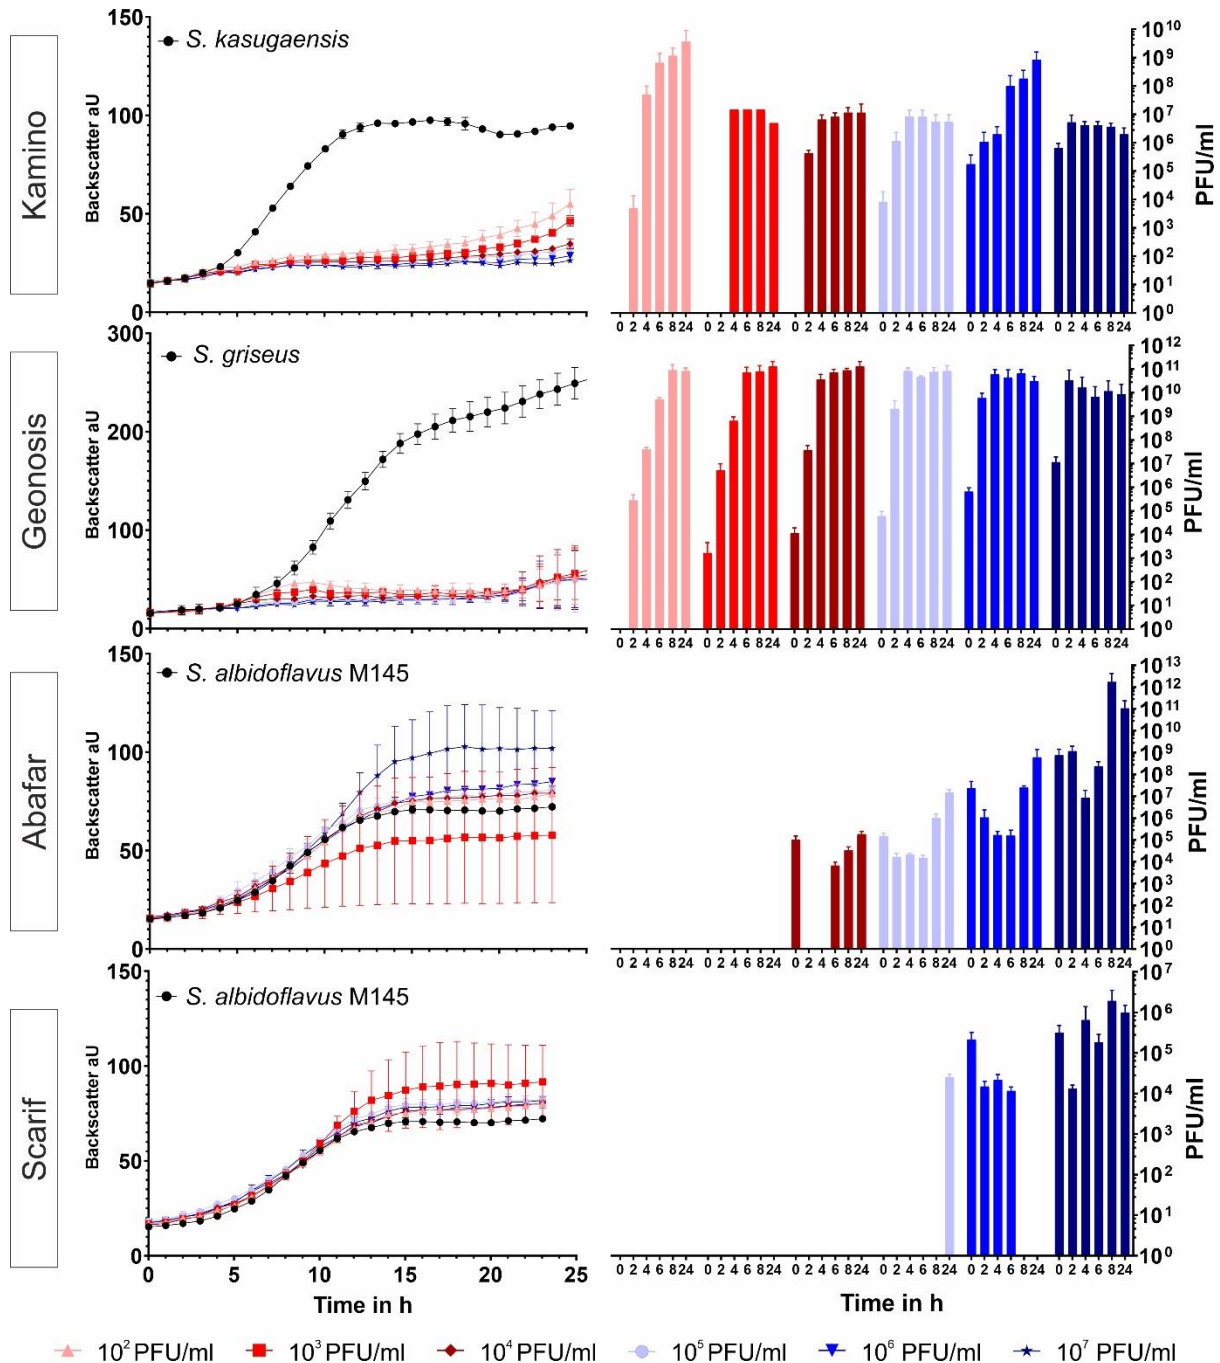 Kamino
Backscatter aU
150
100
50
0
S. kasugaensis
0 2 4 6 8 24 0 2 4 6 8 24 0 2 4 6 8 24 0 2 4 6 8 24 0 2 4 6 8 24 0 2 4 6 8 24
10^10
10^9
10^8
10^7
10^6
10^5
10^4
10^3
10^2
10^1
10^0
PFU/ml
Geonosis
Backscatter aU
300
200
100
0
S. griseus
0 2 4 6 8 24 0 2 4 6 8 24 0 2 4 6 8 24 0 2 4 6 8 24 0 2 4 6 8 24 0 2 4 6 8 24
10^12
10^11
10^10
10^9
10^8
10^7
10^6
10^5
10^4
10^3
10^2
10^1
10^0
PFU/ml
Abafar
Backscatter aU
150
100
50
0
S. albidoflavus M145
0 2 4 6 8 24 0 2 4 6 8 24 0 2 4 6 8 24 0 2 4 6 8 24 0 2 4 6 8 24 0 2 4 6 8 24
10^13
10^12
10^11
10^10
10^9
10^8
10^7
10^6
10^5
10^4
10^3
10^2
10^1
10^0
PFU/ml
Scarif
Backscatter aU
150
100
50
0
S. albidoflavus M145
0 5 10 15 20 25
Time in h
0 2 4 6 8 24 0 2 4 6 8 24 0 2 4 6 8 24 0 2 4 6 8 24 0 2 4 6 8 24 0 2 4 6 8 24
Time in h
10^7
10^6
10^5
10^4
10^3
10^2
10^1
10^0
PFU/ml
10^2 PFU/ml 10^3 PFU/ml 10^4 PFU/ml 10^5 PFU/ml 10^6 PFU/ml 10^7 PFU/ml